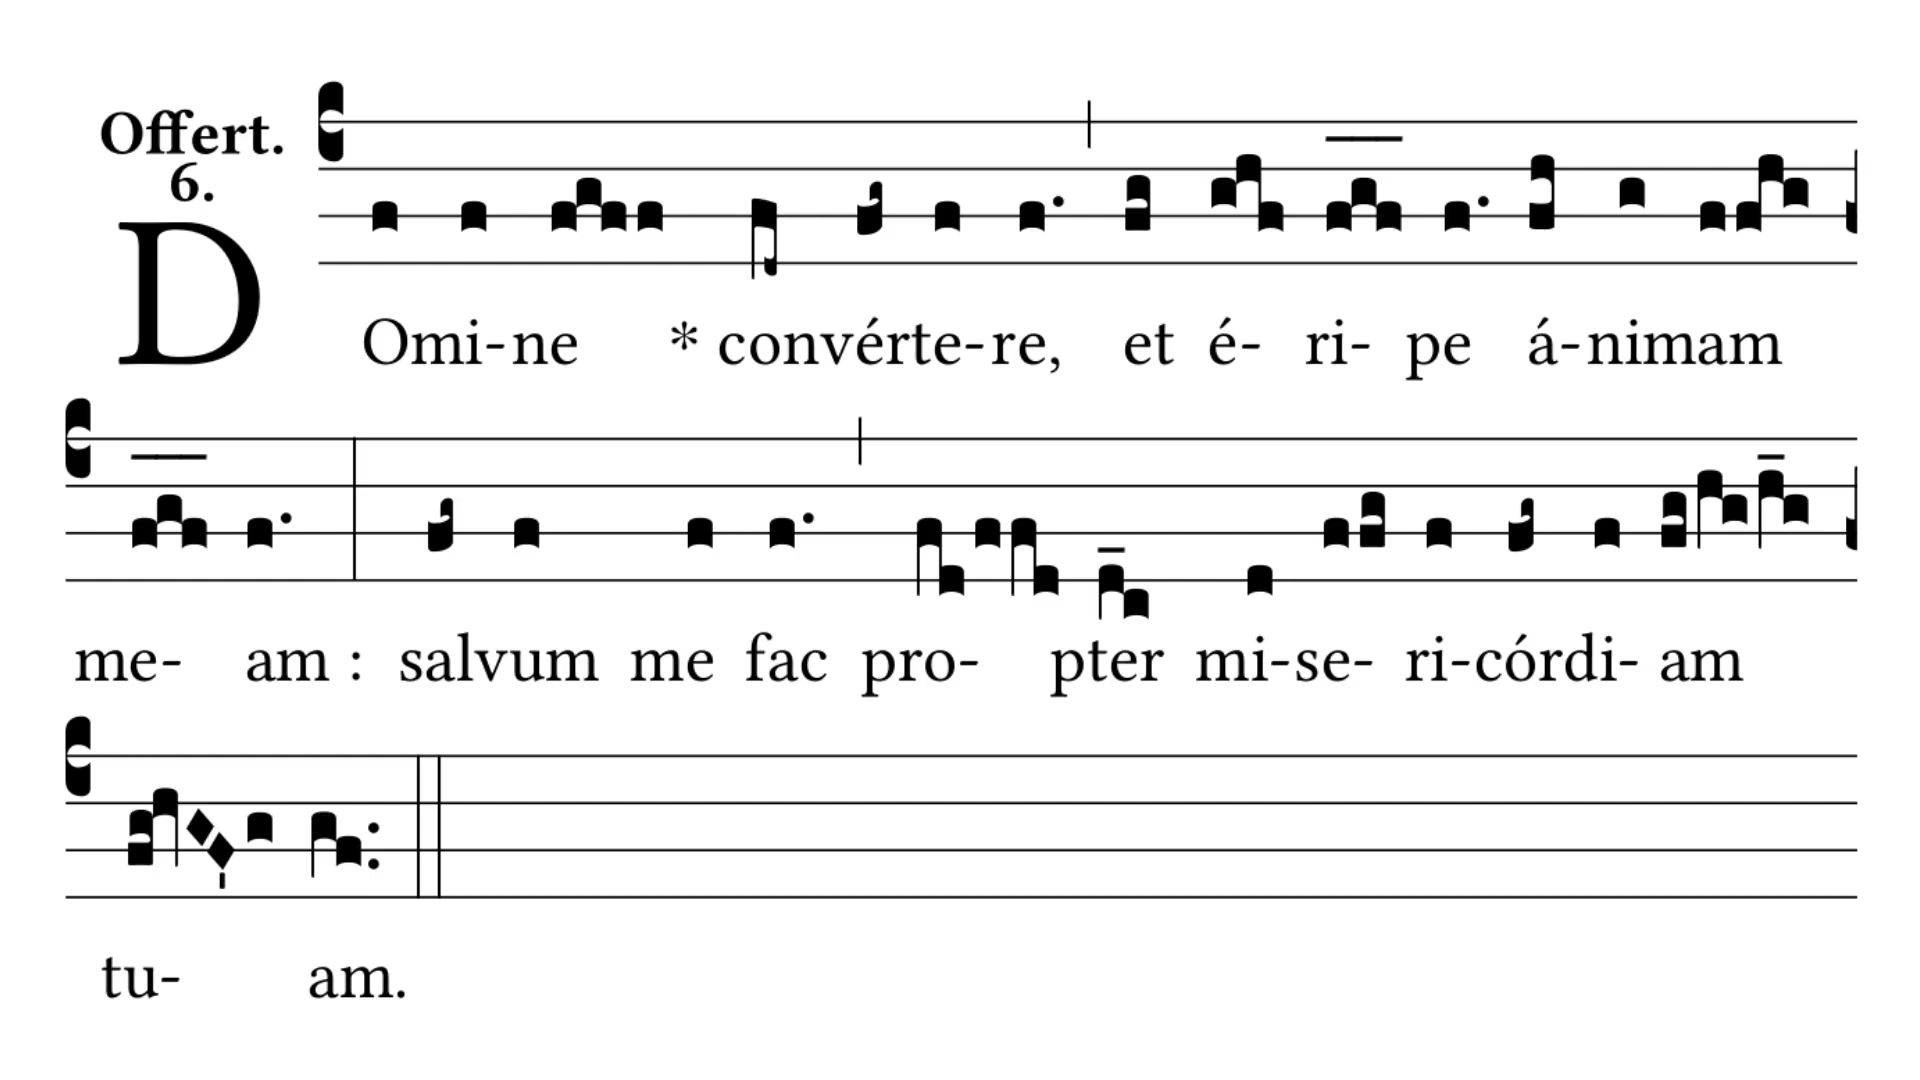 Offert.
6.
DOmi-ne * convérte-re, et é- ri- pe á-nimam
me- am : salvum me fac pro- pter mi-se- ri-córdi- am
tu- am.